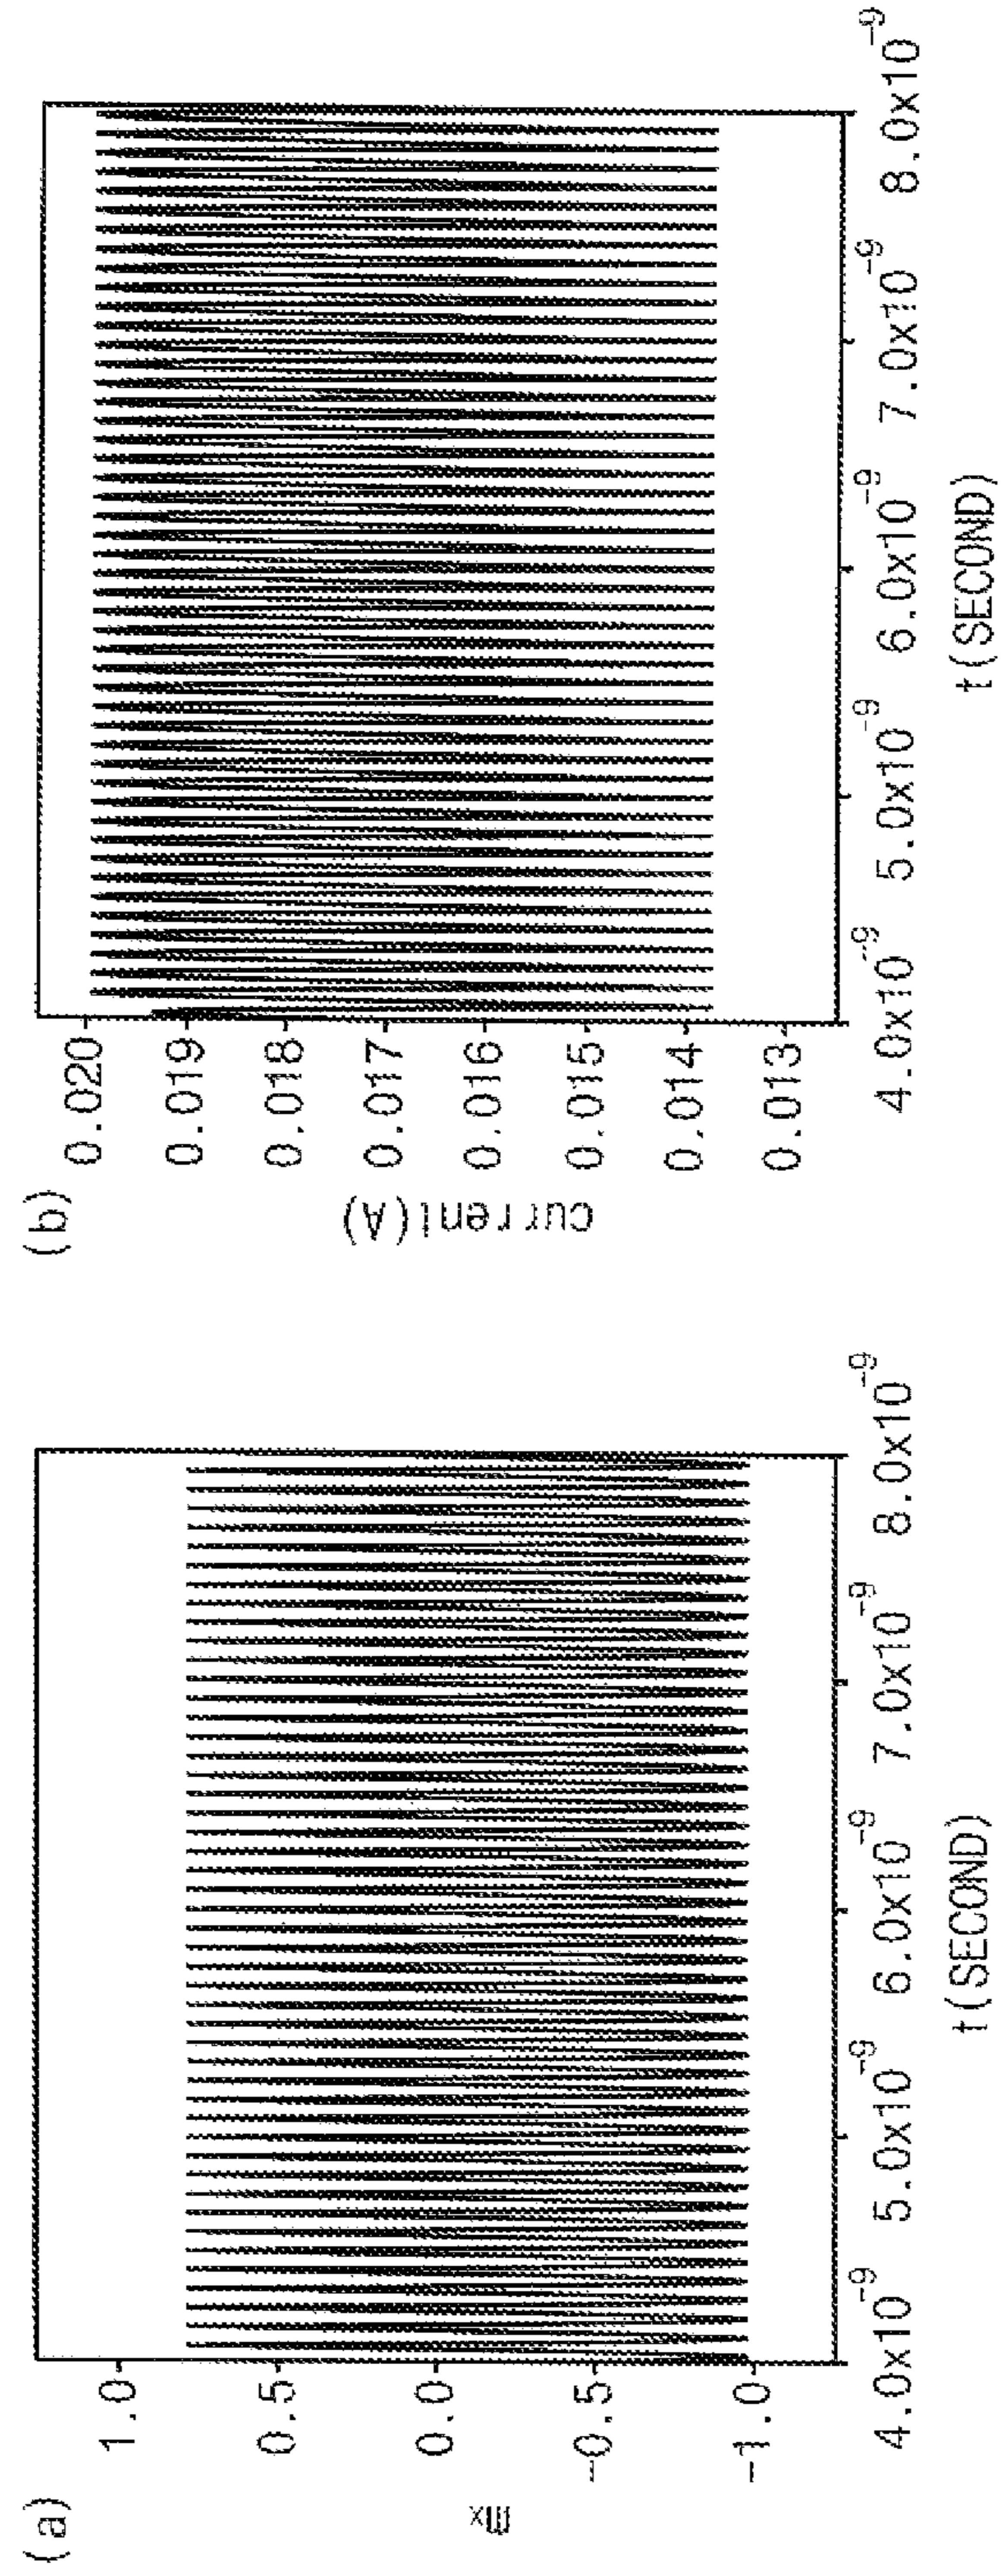 (a)
mx
1.0
0.5
0.0
-0.5
-1.0
4.0x10⁻⁹ 5.0x10⁻⁹ 6.0x10⁻⁹ 7.0x10⁻⁹ 8.0x10⁻⁹
t(SECOND)
(b)
current(A)
0.020
0.019
0.018
0.017
0.016
0.015
0.014
0.013
4.0x10⁻⁹ 5.0x10⁻⁹ 6.0x10⁻⁹ 7.0x10⁻⁹ 8.0x10⁻⁹
t(SECOND)